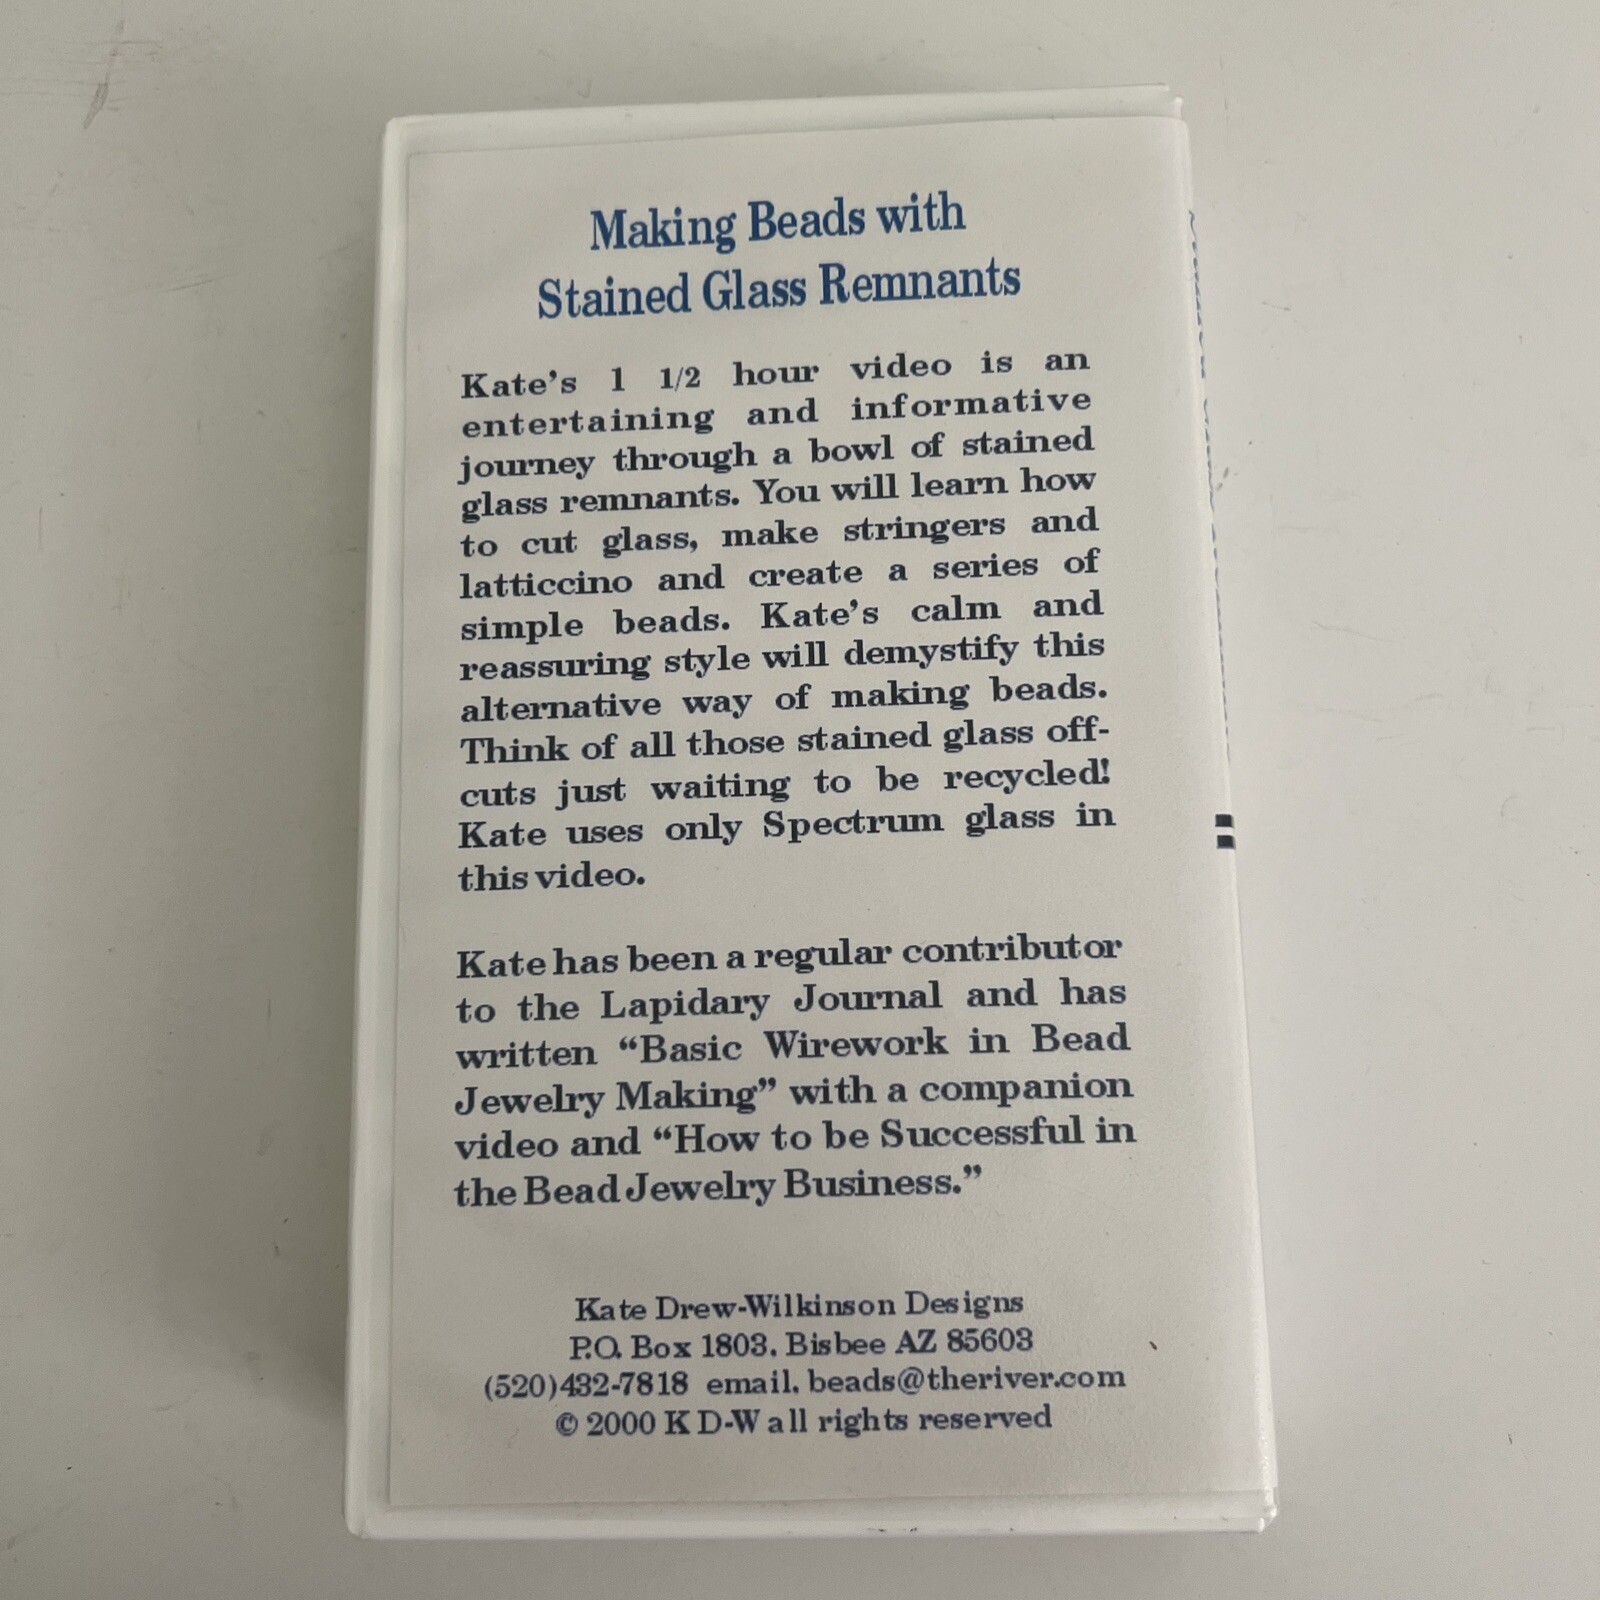 Making Beads with
Stained Glass Remnants
Kate's 1 1/2 hour video is an
entertaining and informative
journey through a bowl of stained
glass remnants. You will learn how
to cut glass, make stringers and
latticcino and create a series of
simple beads. Kate's calm and
reassuring style will demystify this
alternative way of making beads.
Think of all those stained glass off-
cuts just waiting to be recycled!
Kate uses only Spectrum glass in
this video.
Kate has been a regular contributor
to the Lapidary Journal and has
written "Basic Wirework in Bead
Jewelry Making" with a companion
video and "How to be Successful in
the Bead Jewelry Business."
Kate Drew-Wilkinson Designs
P.O. Box 1803. Bisbee AZ 85603
(520)432-7818 email. beads@theriver.com
© 2000 K D-W all rights reserved